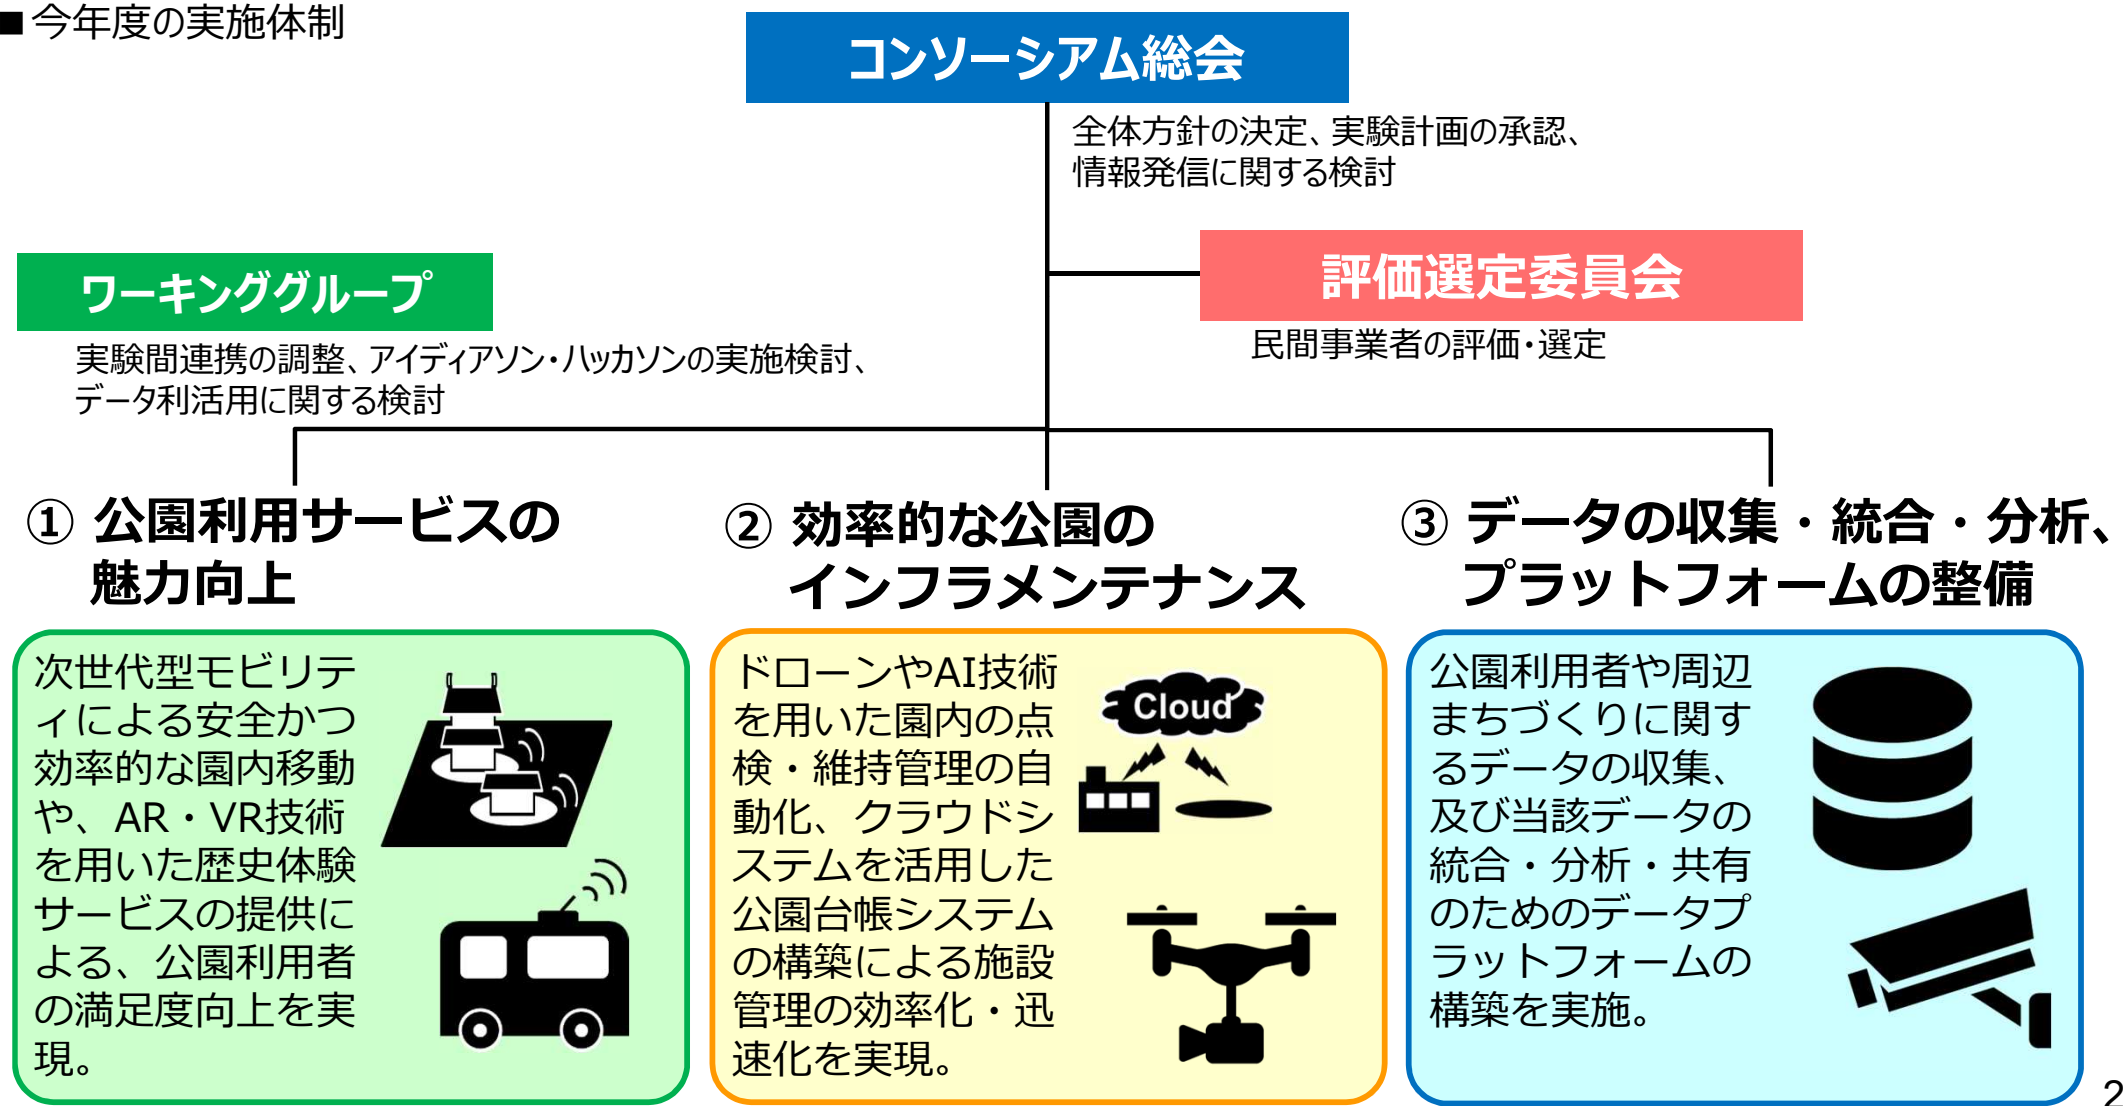 ■今年度の実施体制
コンソーシアム総会
全体方針の決定、実験計画の承認、
情報発信に関する検討
評価選定委員会
民間事業者の評価・選定
ワーキンググループ
実験間連携の調整、アイディアソン・ハッカソンの実施検討、
データ利活用に関する検討
① 公園利用サービスの
魅力向上
次世代型モビリテ
ィによる安全かつ
効率的な園内移動
や、AR・VR技術
を用いた歴史体験
サービスの提供に
よる、公園利用者
の満足度向上を実
現。
② 効率的な公園の
インフラメンテナンス
ドローンやAI技術
を用いた園内の点
検・維持管理の自
動化、クラウドシ
ステムを活用した
公園台帳システム
の構築による施設
管理の効率化・迅
速化を実現。
Cloud
③ データの収集・統合・分析、
プラットフォームの整備
公園利用者や周辺
まちづくりに関す
るデータの収集、
及び当該データの
統合・分析・共有
のためのデータプ
ラットフォームの
構築を実施。
2